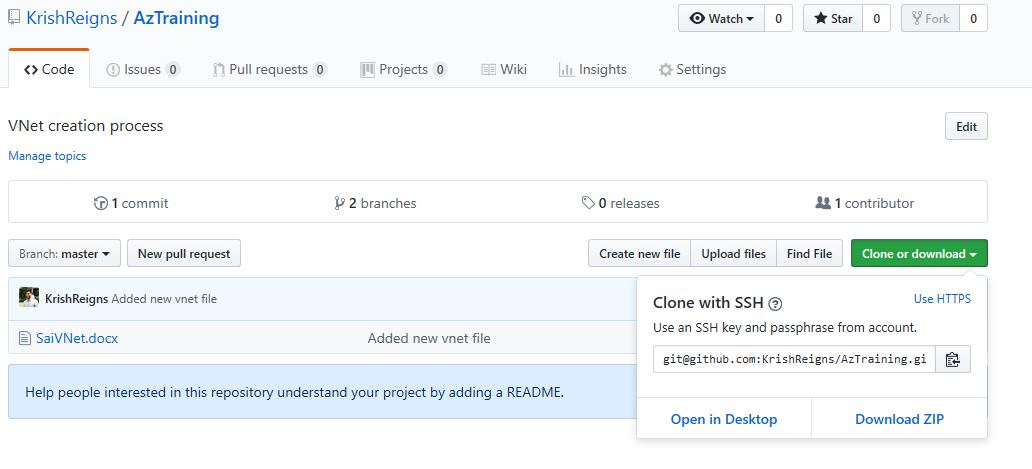 KrishReigns / AzTraining
Watch 0 Star 0 Fork 0
Code Issues 0 Pull requests 0 Projects 0 Wiki Insights Settings
VNet creation process
Edit
Manage topics
1 commit 2 branches 0 releases 1 contributor
Branch: master New pull request Create new file Upload files Find File Clone or download
KrishReigns Added new vnet file
SaiVNet.docx Added new vnet file
Help people interested in this repository understand your project by adding a README.
Clone with SSH Use HTTPS
Use an SSH key and passphrase from account.
git@github.com:KrishReigns/AzTraining.gi
Open in Desktop Download ZIP